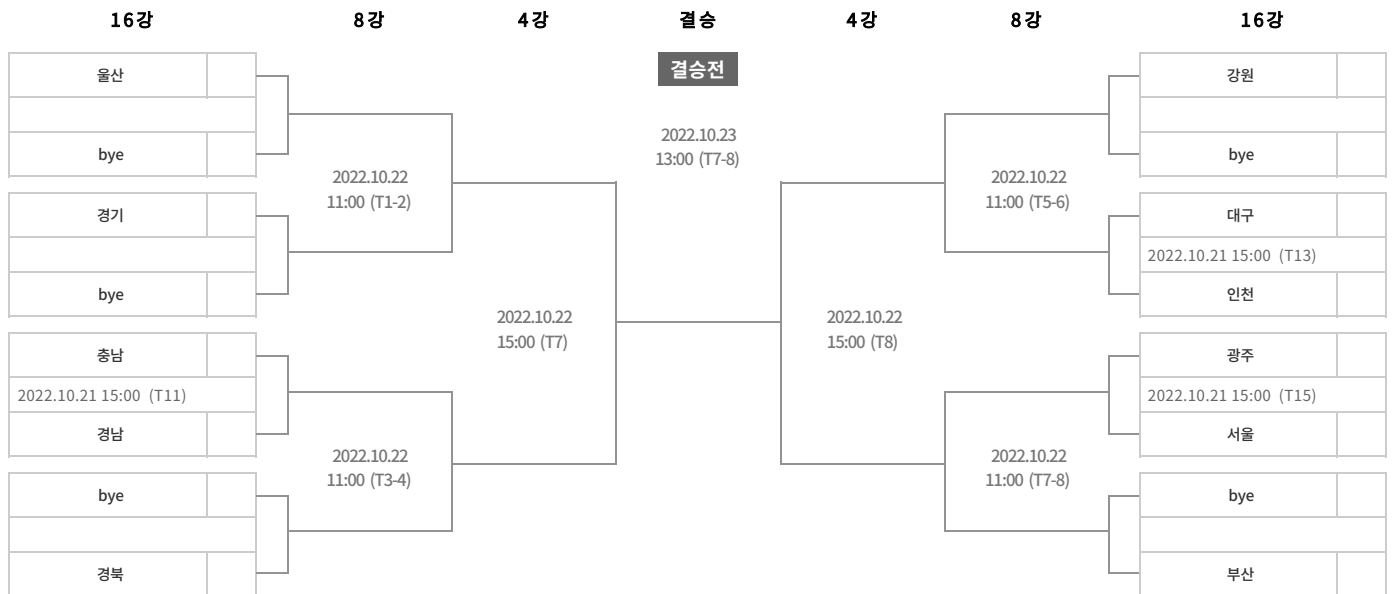 16강 8강 4강 결승 4강 8강 16강
울산
bye
경기
bye
충남
2022.10.21 15:00 (T11)
경남
bye
경북
2022.10.22
11:00 (T1-2)
2022.10.22
11:00 (T3-4)
2022.10.22
15:00 (T7)
결승전
2022.10.23
13:00 (T7-8)
2022.10.22
15:00 (T8)
2022.10.22
11:00 (T5-6)
2022.10.22
11:00 (T7-8)
강원
bye
대구
2022.10.21 15:00 (T13)
인천
광주
2022.10.21 15:00 (T15)
서울
bye
부산